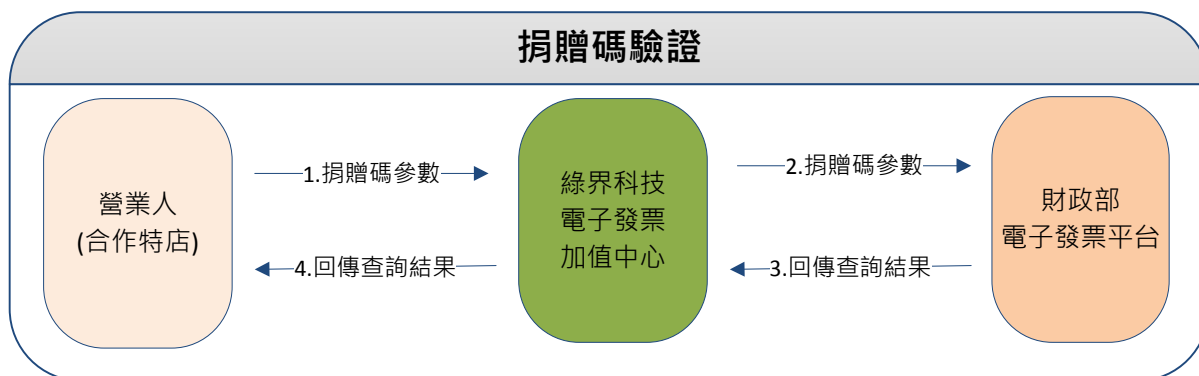 捐贈碼驗證
營業人
(合作特店)
1.捐贈碼參數
綠界科技
電子發票
加值中心
2.捐贈碼參數
財政部
電子發票平台
3.回傳查詢結果
4.回傳查詢結果